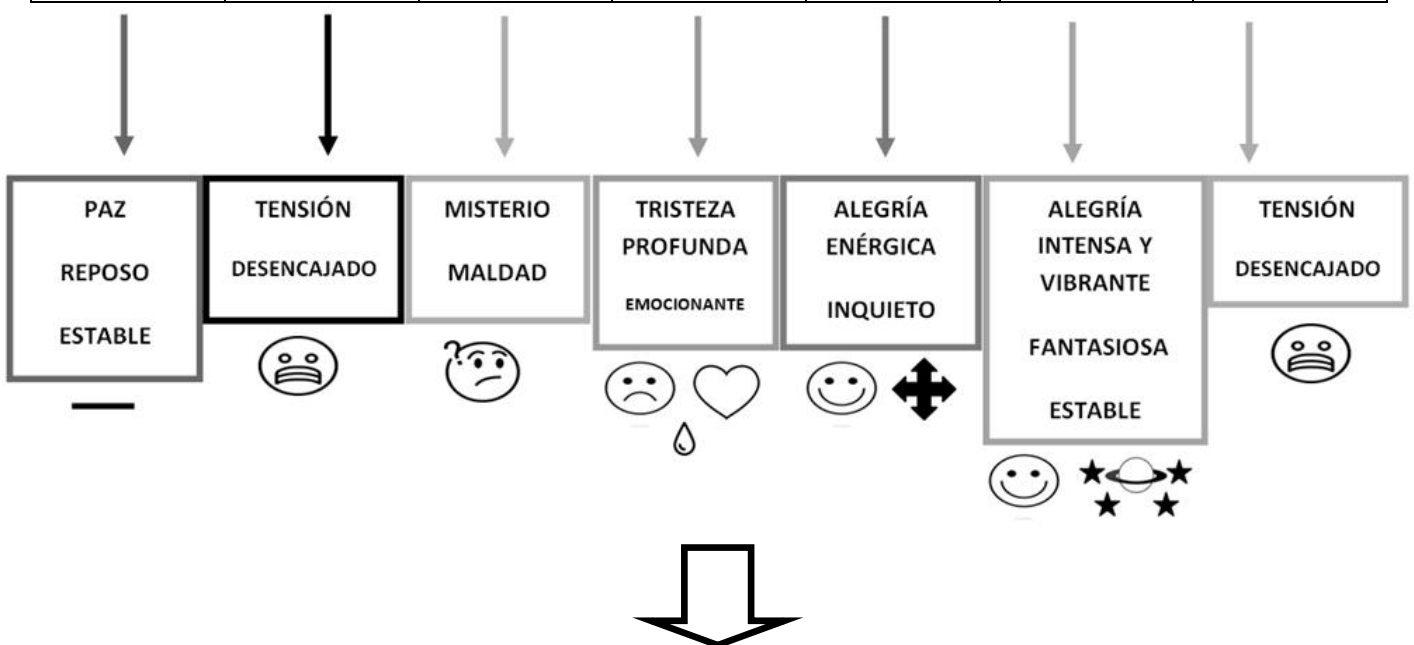 PAZ
REPOSO
ESTABLE
TENSIÓN
DESENCAJADO
MISTERIO
MALDAD
TRISTEZA
PROFUNDA
EMOCIONANTE
ALEGRÍA
ENÉRGICA
INQUIETO
ALEGRÍA
INTENSA Y
VIBRANTE
FANTASIOSA
ESTABLE
TENSIÓN
DESENCAJADO
?